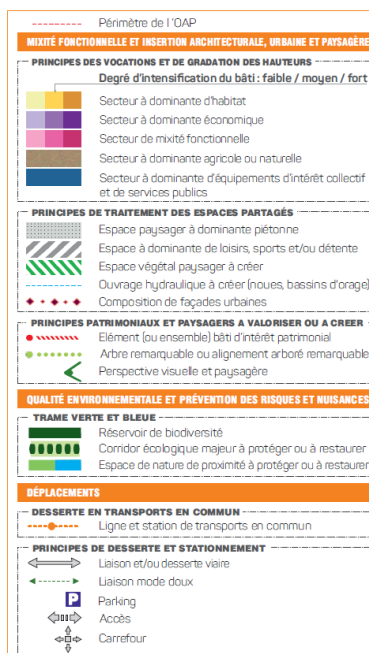 Périmètre de l 'OAP
MIXITÉ FONCTIONNELLE ET INSERTION ARCHITECTURALE, URBAINE ET PAYSAGÈRE
PRINCIPES DES VOCATIONS ET DE GRADATION DES HAUTEURS
Degré d'intensification du bâti : faible / moyen / fort
Secteur à dominante d'habitat
Secteur à dominante économique
Secteur de mixité fonctionnelle
Secteur à dominante agricole ou naturelle
Secteur à dominante d'équipements d'intérêt collectif
et de services publics
PRINCIPES DE TRAITEMENT DES ESPACES PARTAGÉS
Espace paysager à dominante piétonne
Espace à dominante de loisirs, sports et/ou détente
Espace végétal paysager à créer
Ouvrage hydraulique à créer (noues, bassins d'orage)
Composition de façades urbaines
PRINCIPES PATRIMONIAUX ET PAYSAGERS A VALORISER OU A CREER
Elément (ou ensemble) bâti d'intérêt patrimonial
Arbre remarquable ou alignement arboré remarquable
Perspective visuelle et paysagère
QUALITÉ ENVIRONNEMENTALE ET PRÉVENTION DES RISQUES ET NUISANCES
TRAME VERTE ET BLEUE
Réservoir de biodiversité
Corridor écologique majeur à protéger ou à restaurer
Espace de nature de proximité à protéger ou à restaurer
DÉPLACEMENTS
DESSERTE EN TRANSPORTS EN COMMUN
Ligne et station de transports en commun
PRINCIPES DE DESSERTE ET STATIONNEMENT
Liaison et/ou desserte viaire
Liaison mode doux
P Parking
Accès
Carrefour